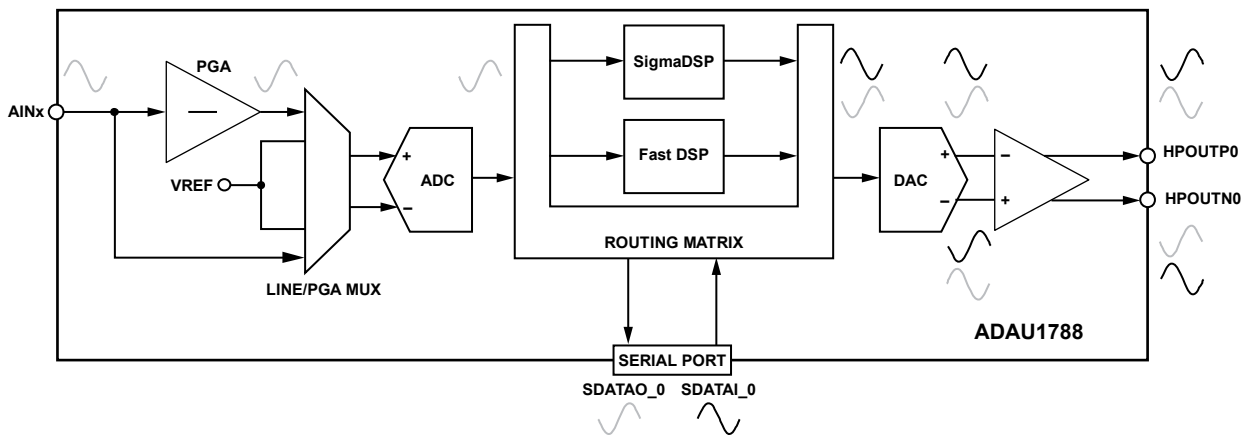 PGA
AINx
VREF
LINE/PGA MUX
+
−
ADC
SigmaDSP
Fast DSP
ROUTING MATRIX
+
−
DAC
−
+
HPOUTP0
HPOUTN0
ADAU1788
SERIAL PORT
SDATAO_0
SDATAI_0